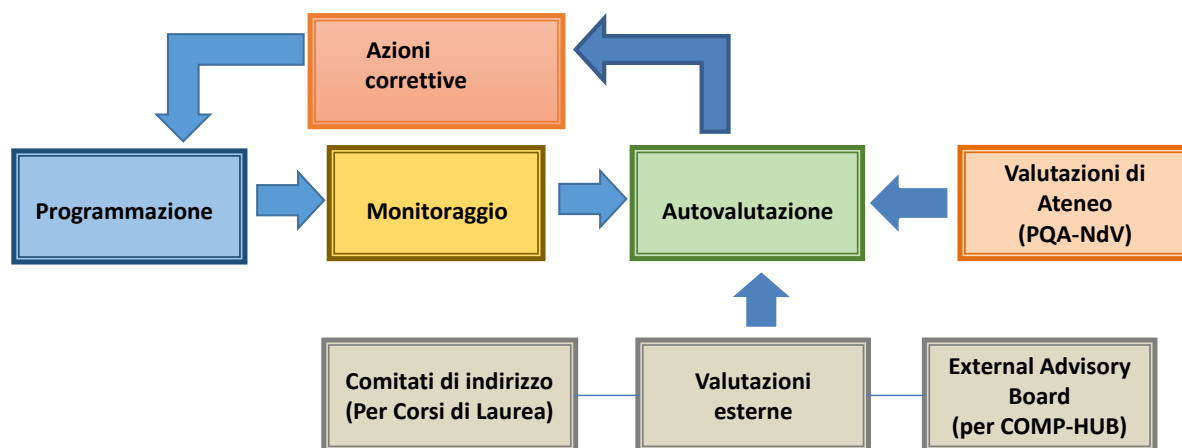 Azioni
correttive
Programmazione
Monitoraggio
Autovalutazione
Valutazioni di
Ateneo
(PQA-NdV)
Comitati di indirizzo
(Per Corsi di Laurea)
Valutazioni
esterne
External Advisory
Board
(per COMP-HUB)